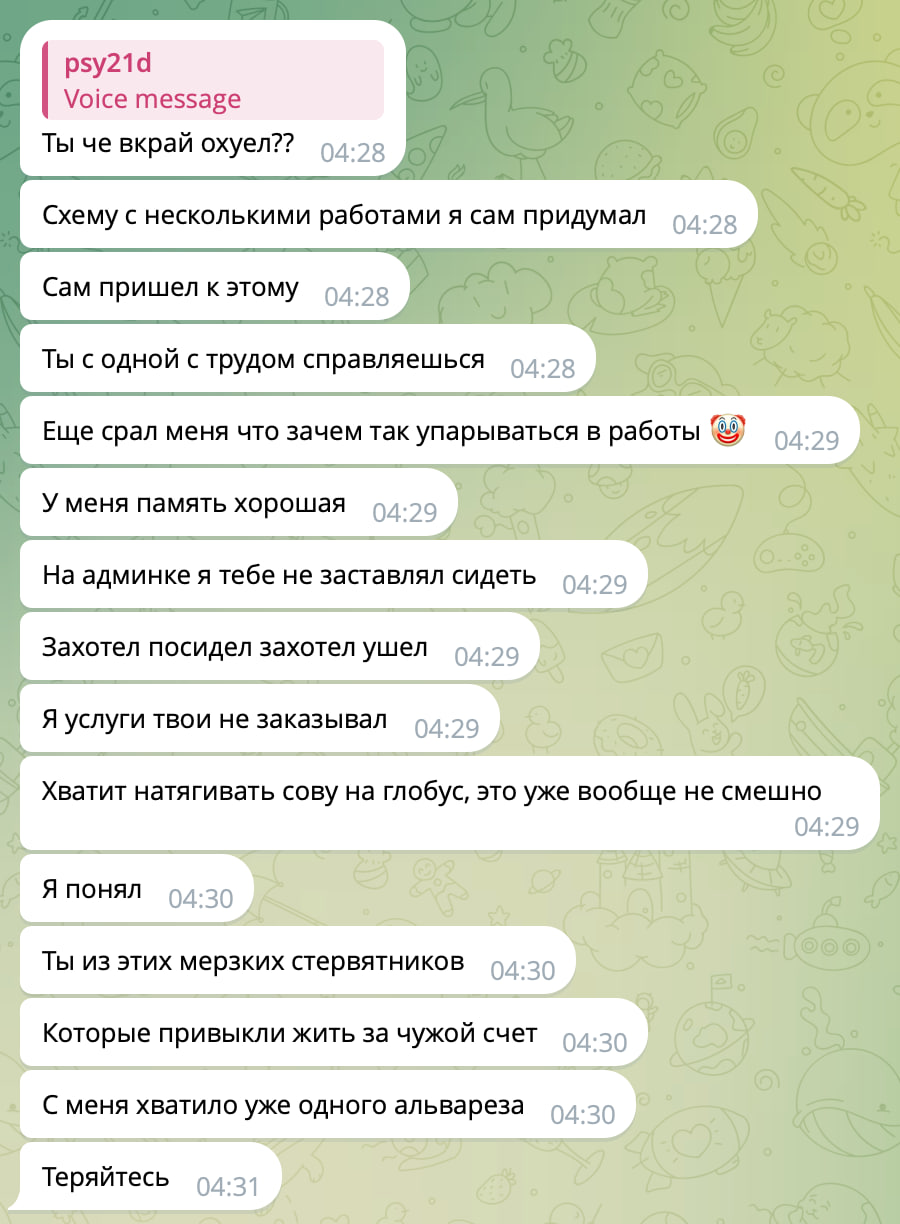 psy21d
Voice message
Ты че вкрай охуел?? 04:28
Схему с несколькими работами я сам придумал 04:28
Сам пришел к этому 04:28
Ты с одной с трудом справляешься 04:28
Еще срал меня что зачем так упарываться в работы 🤡 04:29
У меня память хорошая 04:29
На админке я тебе не заставлял сидеть 04:29
Захотел посидел захотел ушел 04:29
Я услуги твои не заказывал 04:29
Хватит натягивать сову на глобус, это уже вообще не смешно
04:29
Я понял 04:30
Ты из этих мерзких стервятников 04:30
Которые привыкли жить за чужой счет 04:30
С меня хватило уже одного альвареза 04:30
Теряйтесь 04:31